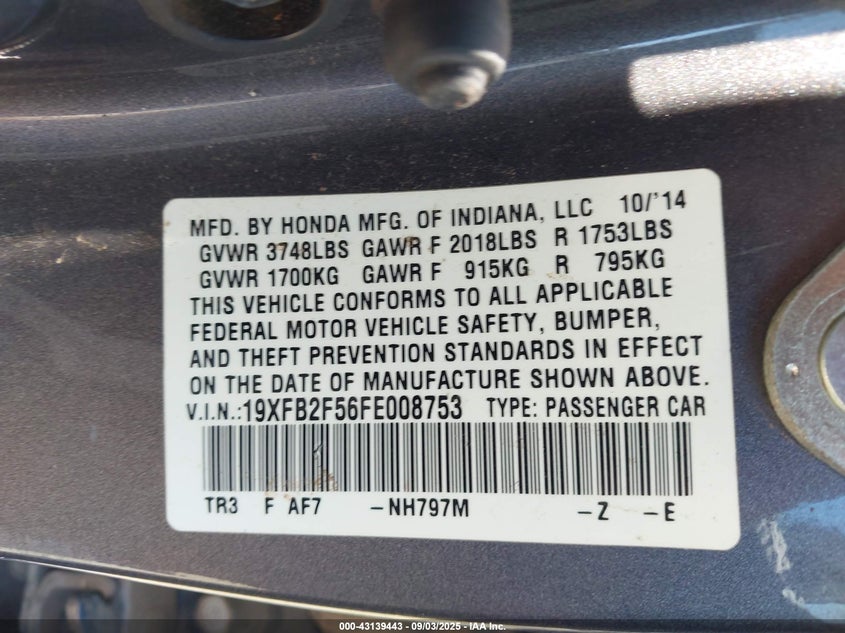 MFD. BY HONDA MFG. OF INDIANA, LLC 10/'14
GVWR 3748LBS GAWR F 2018LBS R 1753LBS
GVWR 1700KG GAWR F 915KG R 795KG
THIS VEHICLE CONFORMS TO ALL APPLICABLE
FEDERAL MOTOR VEHICLE SAFETY, BUMPER,
AND THEFT PREVENTION STANDARDS IN EFFECT
ON THE DATE OF MANUFACTURE SHOWN ABOVE.
V.I.N.:19XFB2F56FE008753 TYPE: PASSENGER CAR
TR3 F AF7 -NH797M -Z -E
000-43139443 - 09/03/2025 - IAA Inc.